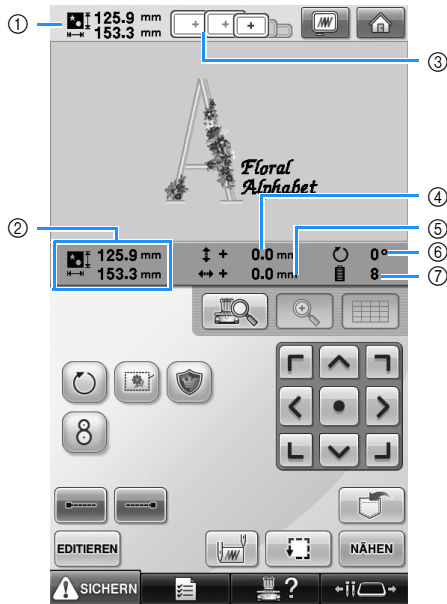 ① 125.9 mm
153.3 mm
③
Floral
Alphabet
④
②
⑤
125.9 mm + 0.0 mm 0° ⑥
153.3 mm + 0.0 mm 8 ⑦
8
EDITIEREN NÄHEN
SICHERN ?